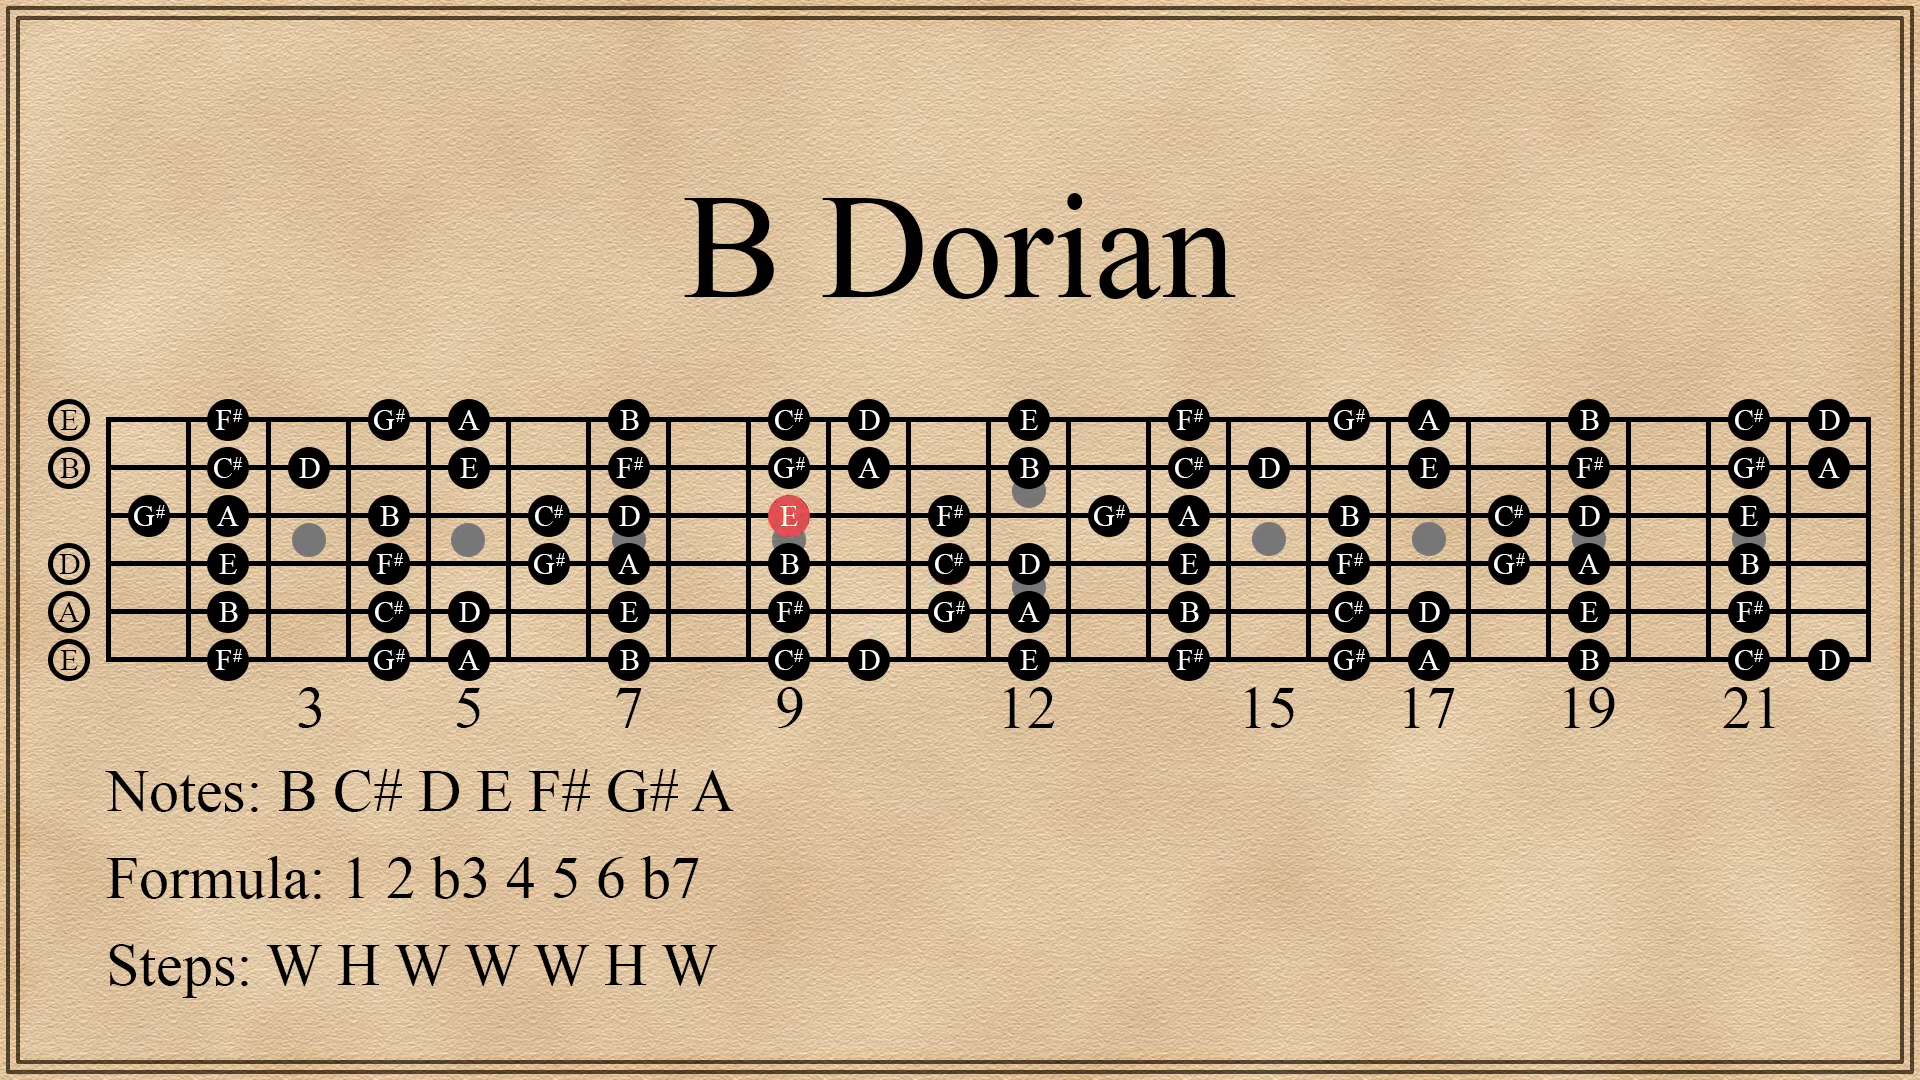 B Dorian
E F# G# A B C# D E F# G# A B C# D
B C# D E F# G# A B C# D E F# G# A
G# A B C# D E F# G# A B C# D E
D E F# G# A B C# D E F# G# A B
A B C# D E F# G# A B C# D E F#
E F# G# A B C# D E F# G# A B C# D
3 5 7 9 12 15 17 19 21
Notes: B C# D E F# G# A
Formula: 1 2 b3 4 5 6 b7
Steps: W H W W W H W